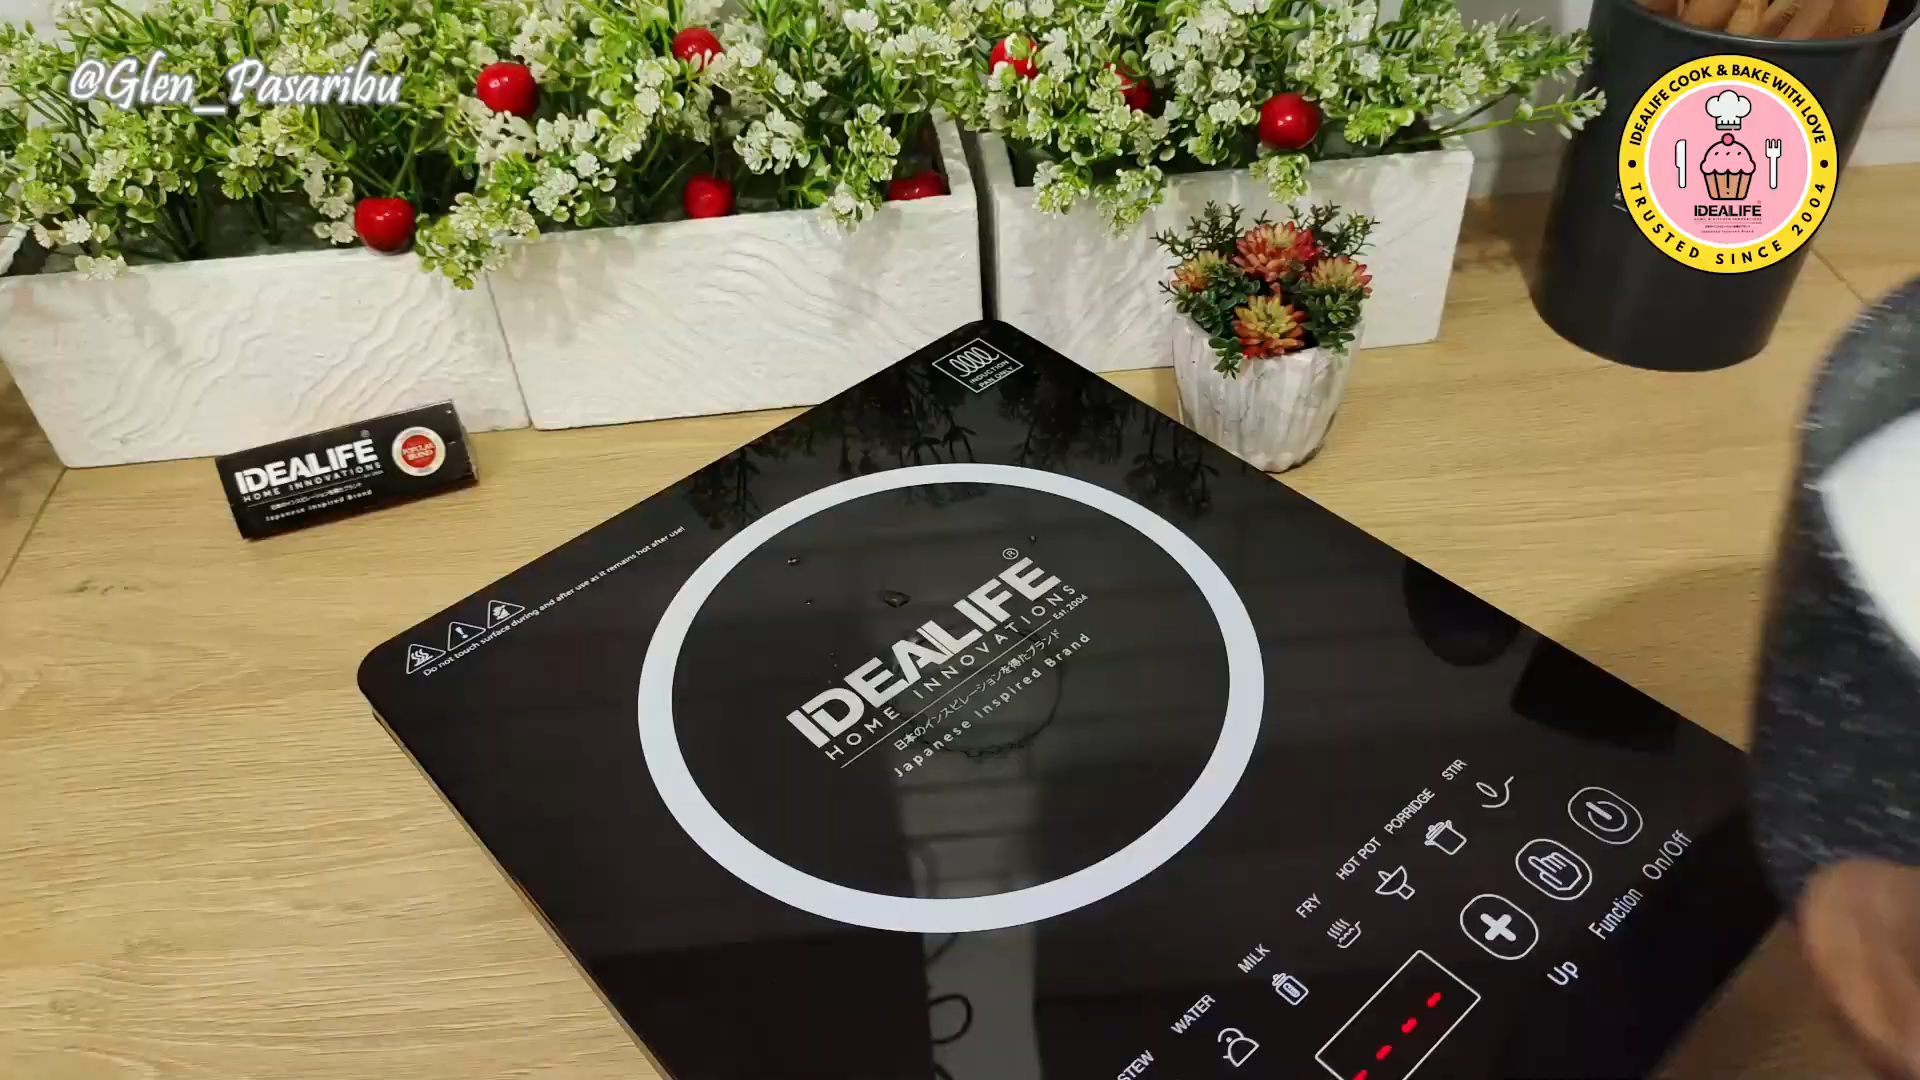 @Glen_Pasaribu
IDEALIFE COOK & BAKE WITH LOVE
IDEALIFE
TRUSTED SINCE 2004
INDUCTION
PAN ONLY
IDEALIFE
HOME INNOVATIONS
Japanese Inspired Brand
POPULAR
BRAND
Do not touch surface during and after use as it remains hot after use!
IDEALIFE®
HOME INNOVATIONS
Est. 2004
日本のインスピレーションを得たブランド
Japanese Inspired Brand
STIR
PORRIDGE
HOT POT
FRY
MILK
WATER
STEW
On/Off
Function
Up